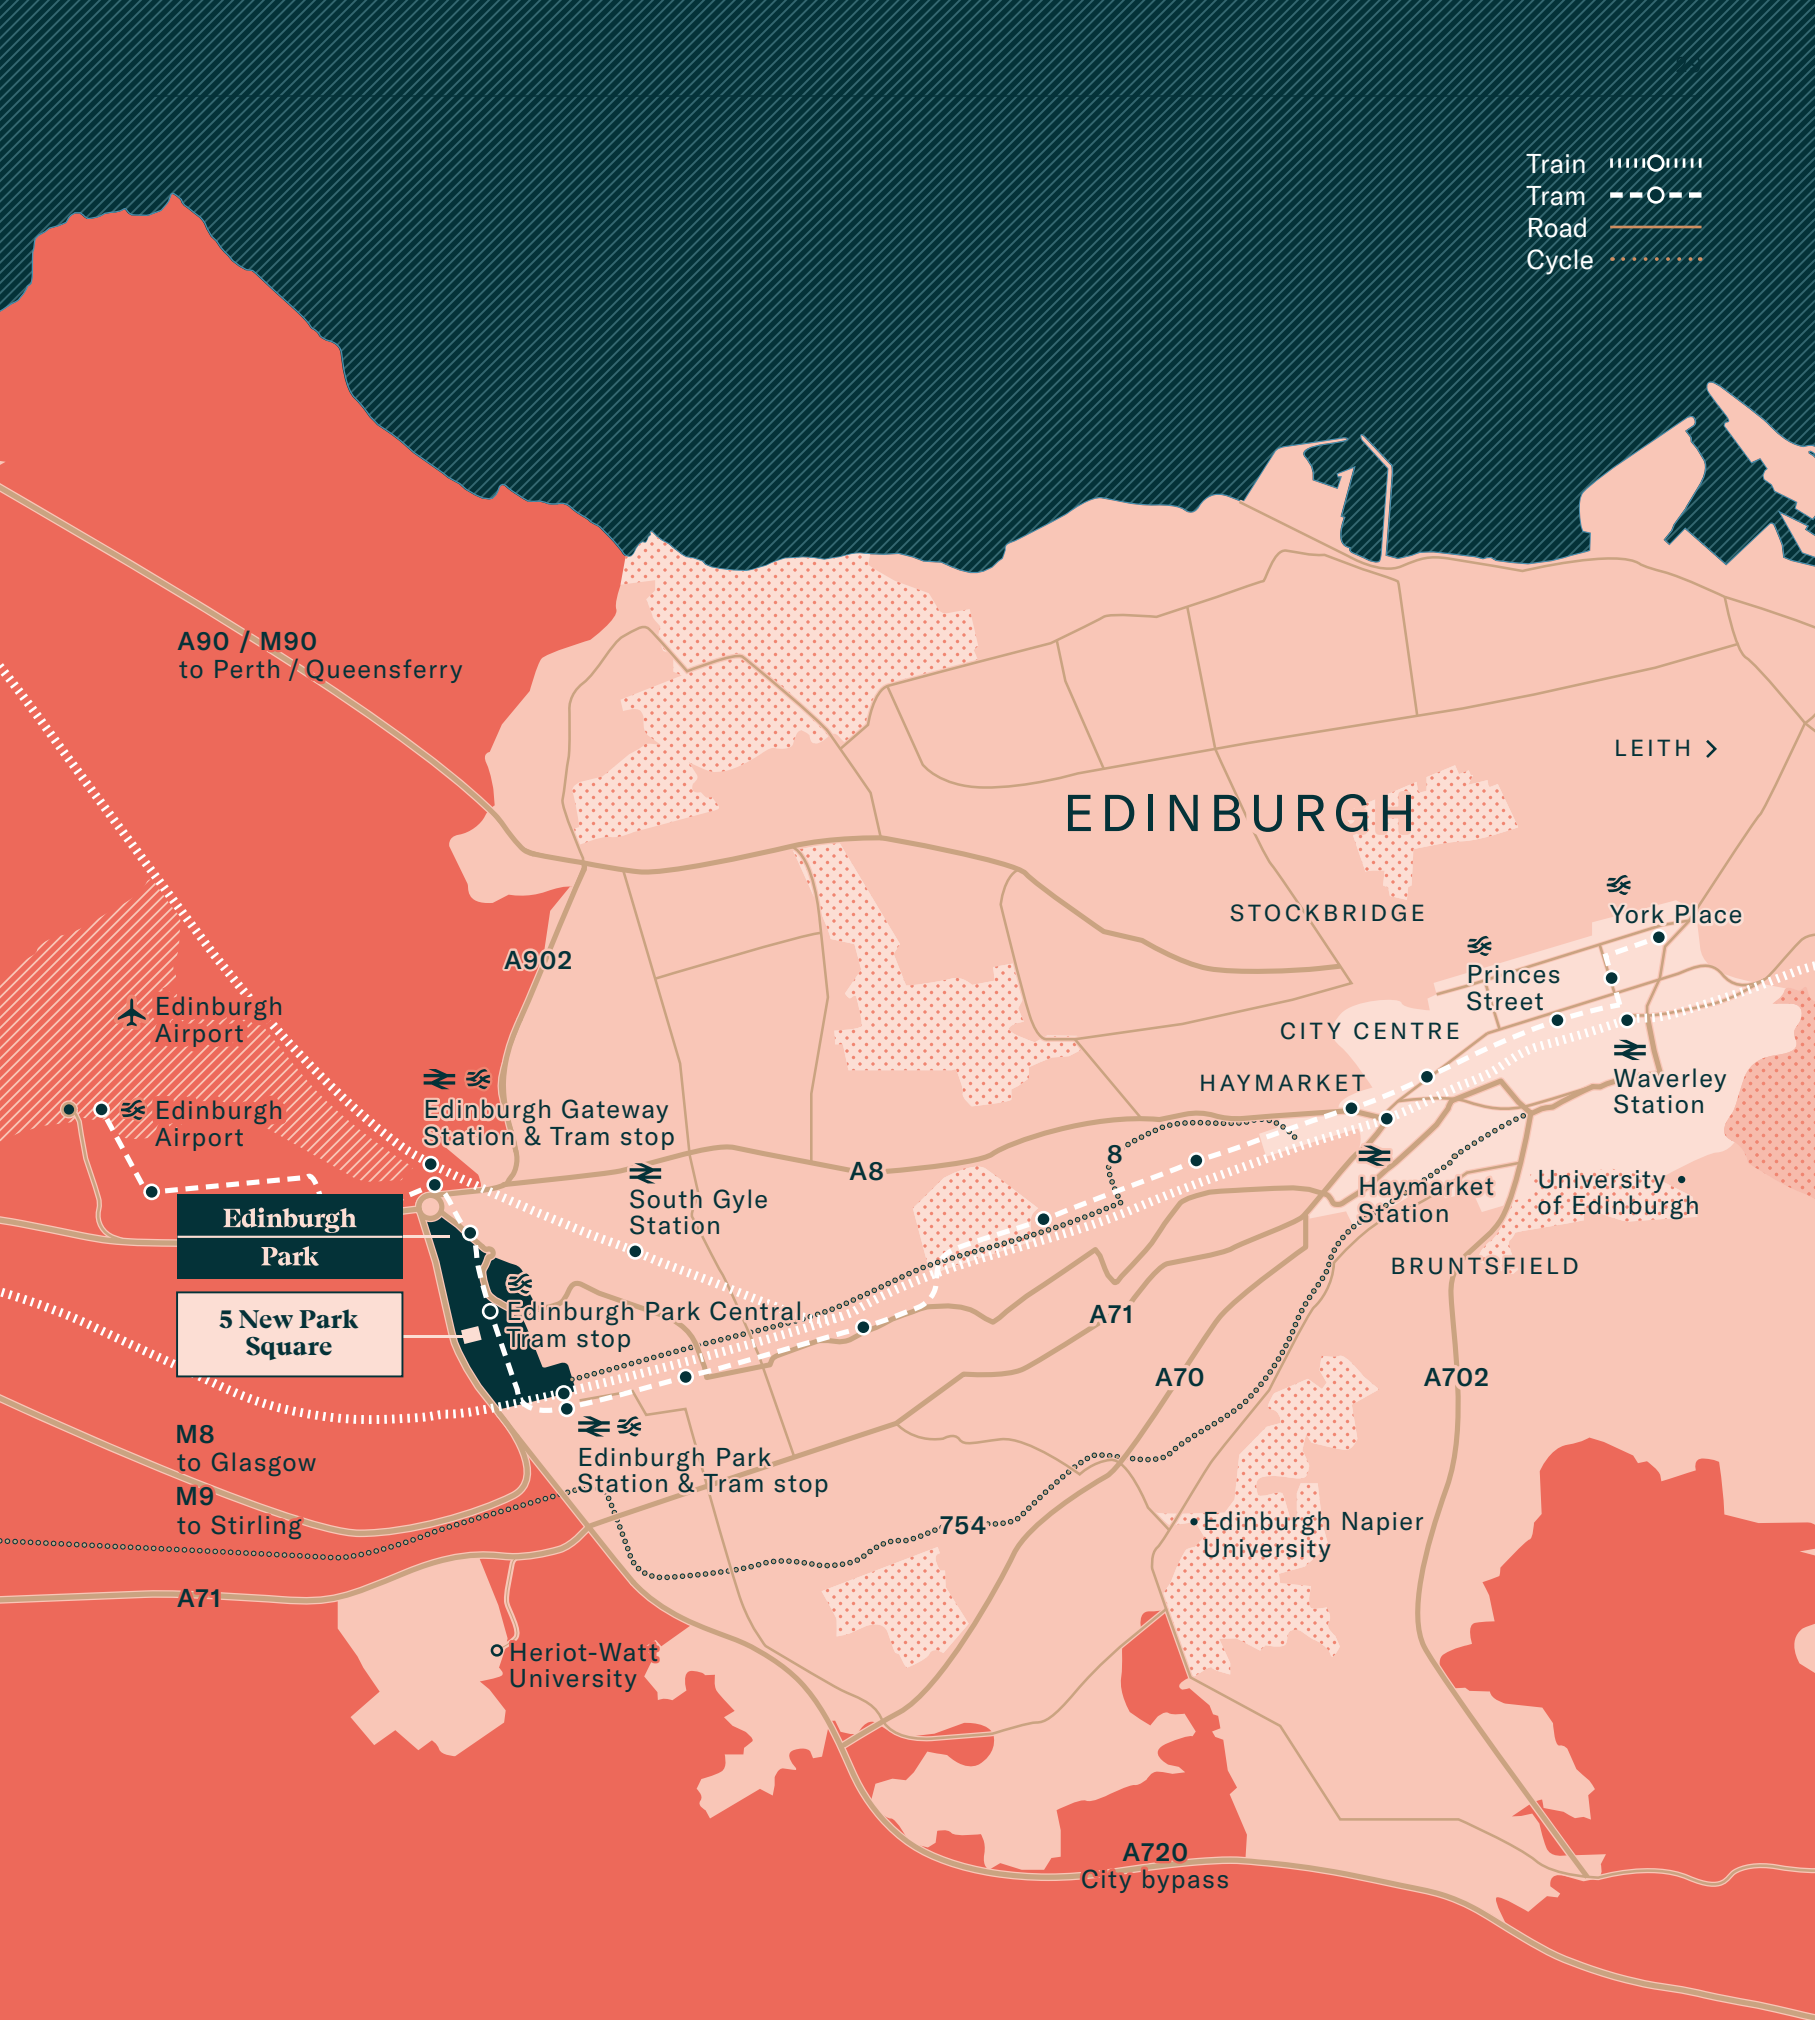 Train
Tram
Road
Cycle
A90 / M90
to Perth / Queensferry
LEITH
EDINBURGH
STOCKBRIDGE
York Place
A902
Princes
Street
Edinburgh
Airport
CITY CENTRE
HAYMARKET
Waverley
Station
Edinburgh
Airport
Edinburgh Gateway
Station & Tram stop
8
A8
South Gyle
Station
Haymarket
Station
University
of Edinburgh
Edinburgh
Park
BRUNTSFIELD
5 New Park
Square
Edinburgh Park Central
Tram stop
A71
A70
A702
M8
to Glasgow
Edinburgh Park
Station & Tram stop
M9
to Stirling
754
Edinburgh Napier
University
A71
Heriot-Watt
University
A720
City bypass